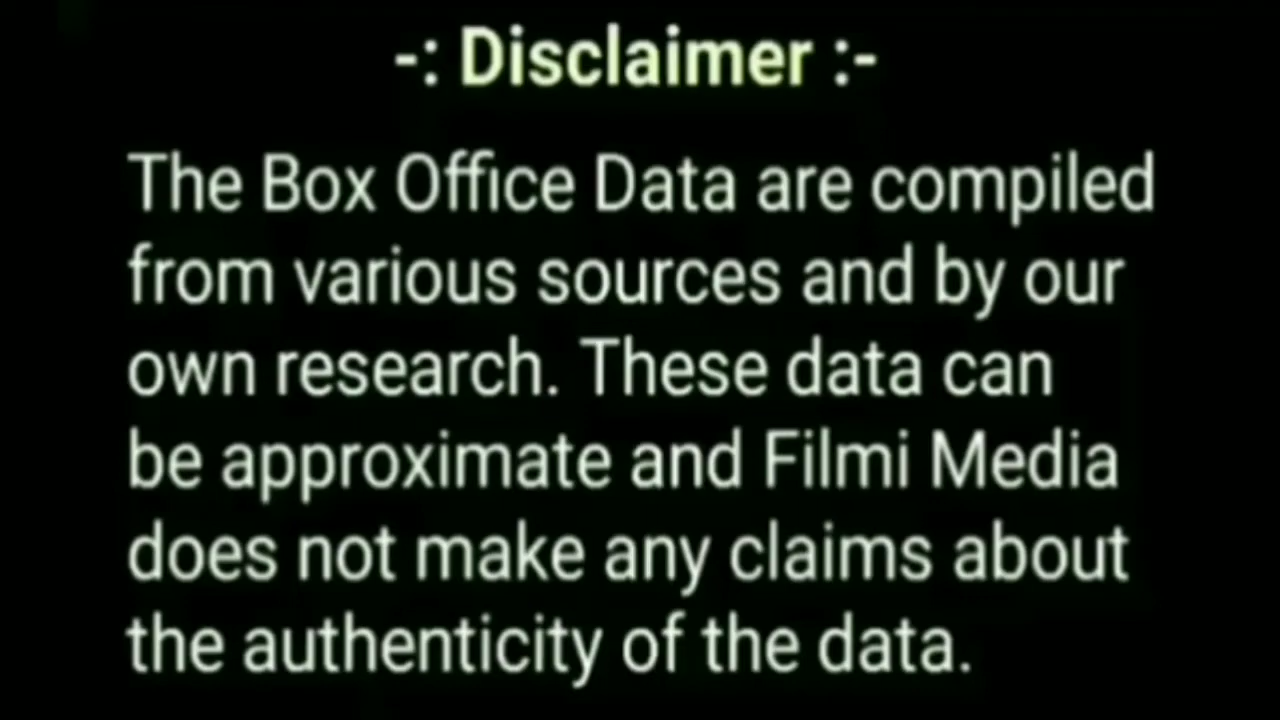 -: Disclaimer :-
The Box Office Data are compiled
from various sources and by our
own research. These data can
be approximate and Filmi Media
does not make any claims about
the authenticity of the data.